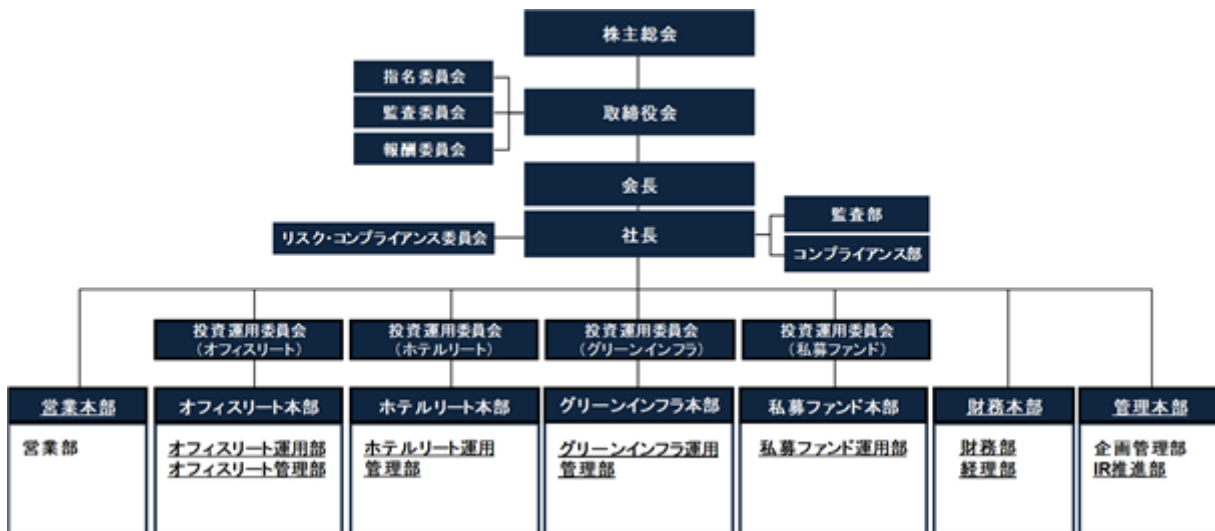 株主総会
指名委員会
監査委員会
報酬委員会
取締役会
会長
社長
リスク・コンプライアンス委員会
監査部
コンプライアンス部
投資運用委員会
(オフィスリート)
投資運用委員会
(ホテルリート)
投資運用委員会
(グリーンインフラ)
投資運用委員会
(私募ファンド)
営業本部
営業部
オフィスリート本部
オフィスリート運用部
オフィスリート管理部
ホテルリート本部
ホテルリート運用
管理部
グリーンインフラ本部
グリーンインフラ運用
管理部
私募ファンド本部
私募ファンド運用部
財務本部
財務部
経理部
管理本部
企画管理部
IR推進部